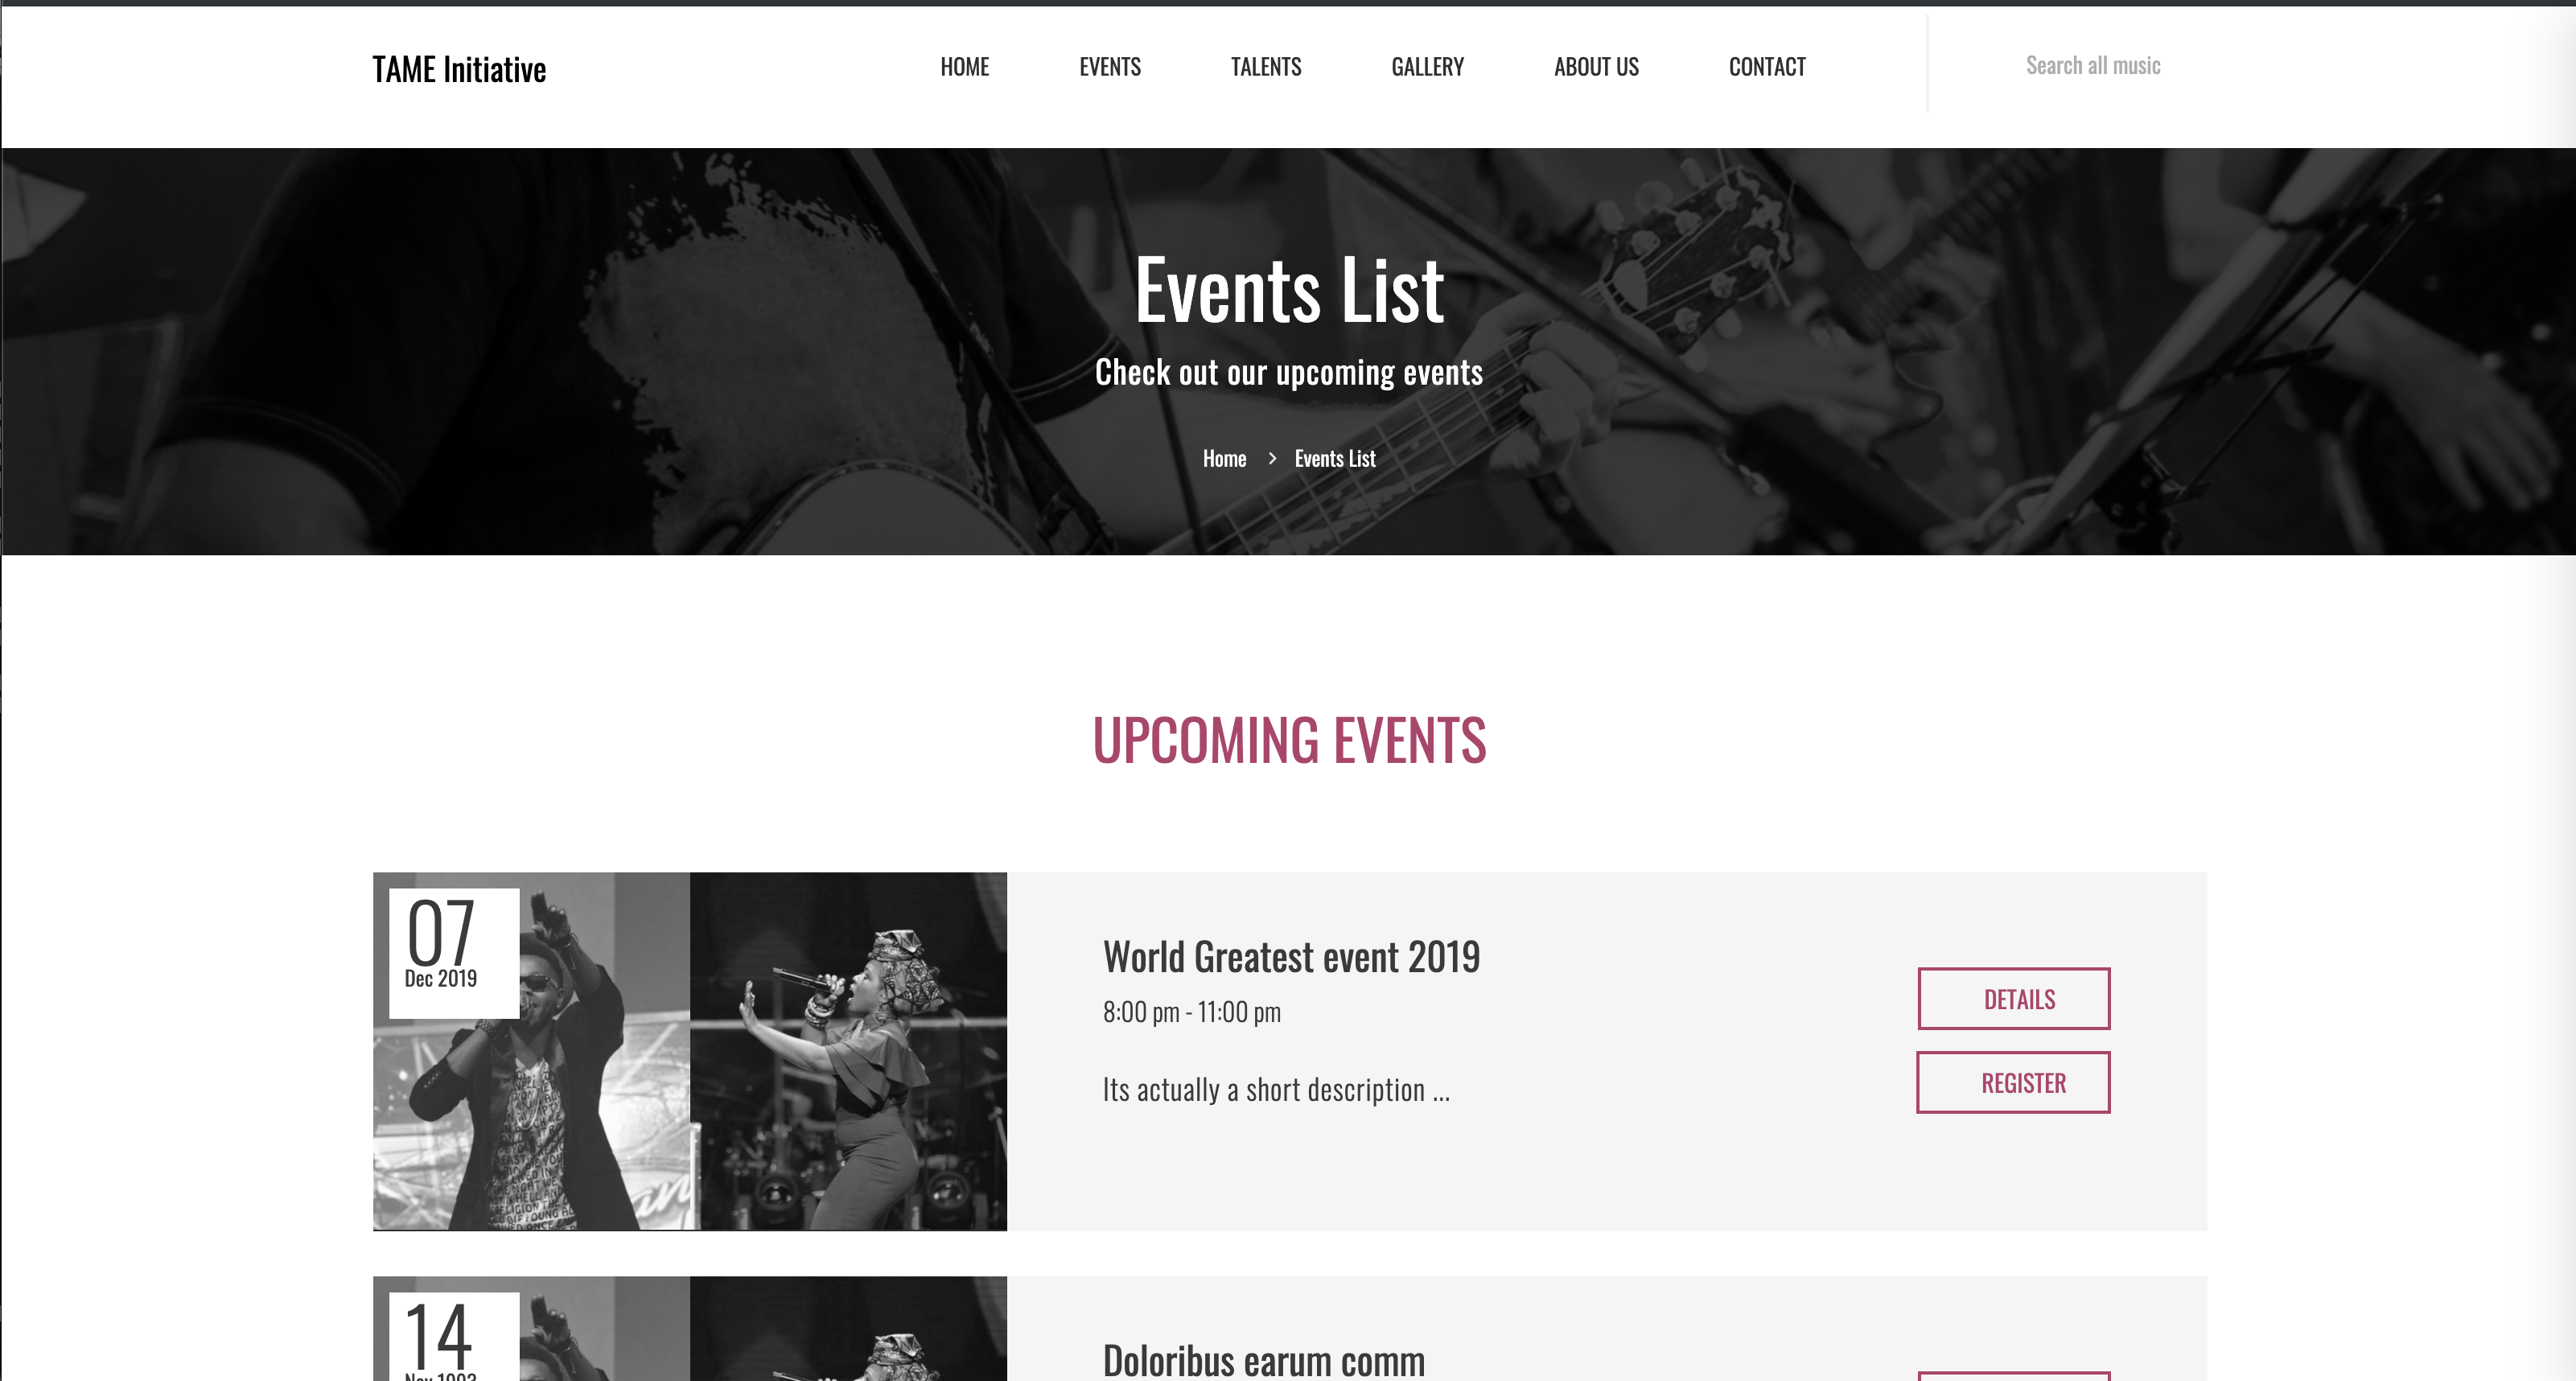 TAME Initiative
HOME EVENTS TALENTS GALLERY ABOUT US CONTACT
Search all music
Events List
Check out our upcoming events
Home > Events List
UPCOMING EVENTS
07
Dec 2019
World Greatest event 2019
8:00 pm - 11:00 pm
Its actually a short description ...
DETAILS
REGISTER
14
Doloribus earum comm